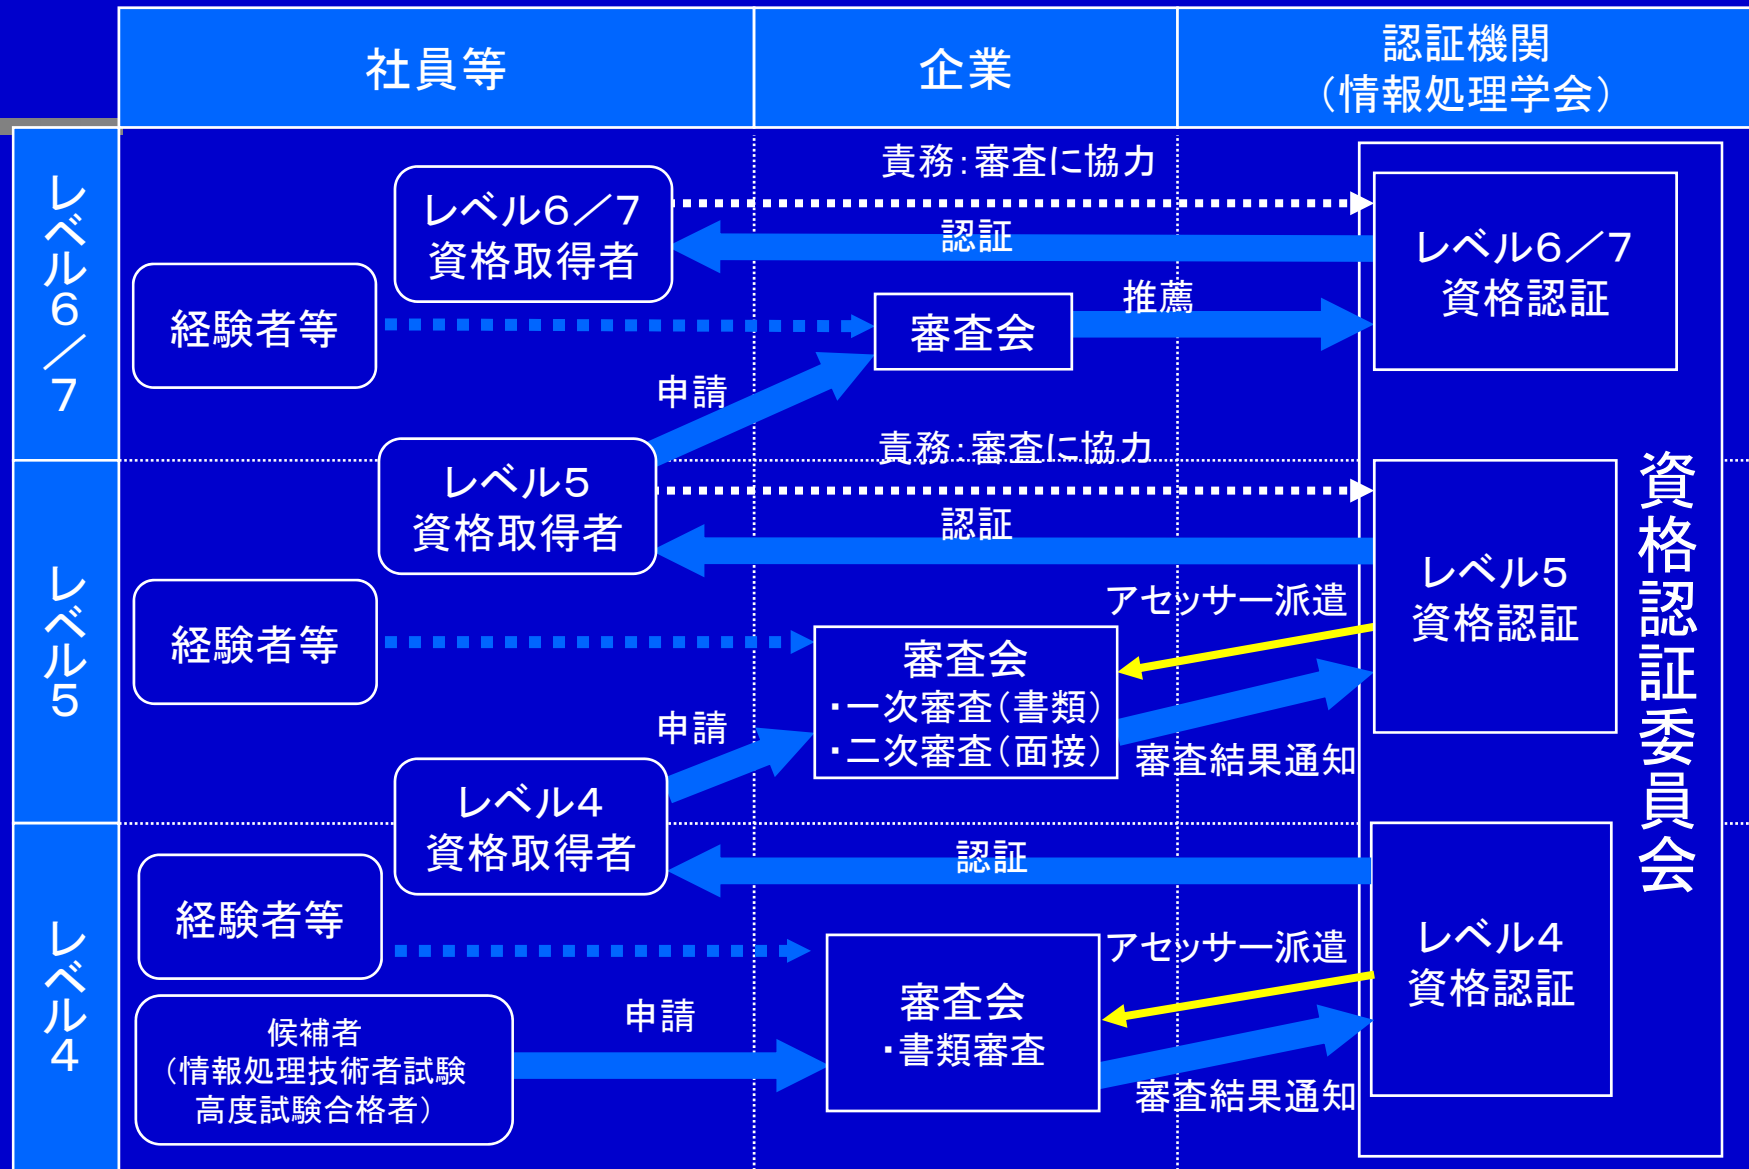 社員等
企業
認証機関
（情報処理学会）
レベル６／７
責務：審査に協力
レベル６／７
資格取得者
認証
レベル６／７
資格認証
経験者等
審査会
推薦
申請
責務：審査に協力
レベル５
レベル５
資格取得者
認証
レベル５
資格認証
資格認証委員会
経験者等
アセッサー派遣
審査会
・一次審査（書類）
・二次審査（面接）
申請
審査結果通知
レベル４
レベル４
資格取得者
認証
経験者等
アセッサー派遣
レベル４
資格認証
審査会
・書類審査
申請
候補者
（情報処理技術者試験
高度試験合格者）
審査結果通知